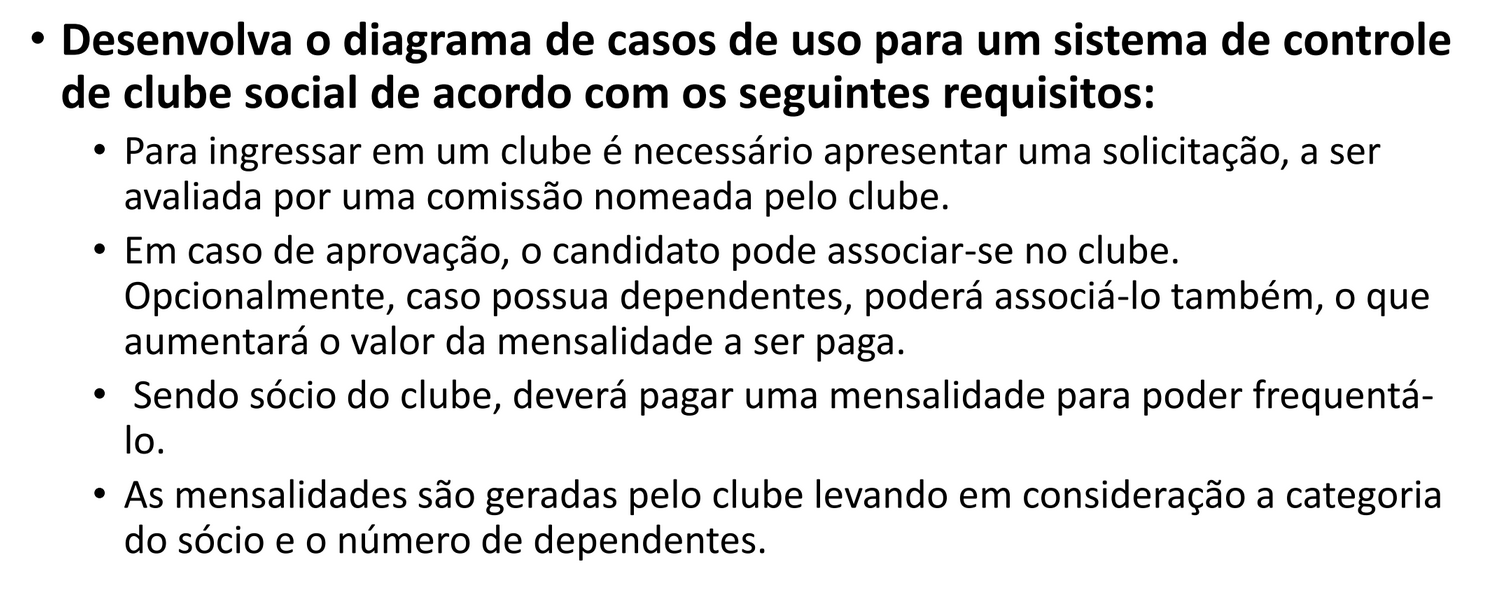 • Desenvolva o diagrama de casos de uso para um sistema de controle
de clube social de acordo com os seguintes requisitos:
• Para ingressar em um clube é necessário apresentar uma solicitação, a ser
avaliada por uma comissão nomeada pelo clube.
• Em caso de aprovação, o candidato pode associar-se no clube.
Opcionalmente, caso possua dependentes, poderá associá-lo também, o que
aumentará o valor da mensalidade a ser paga.
• Sendo sócio do clube, deverá pagar uma mensalidade para poder frequentá-
lo.
• As mensalidades são geradas pelo clube levando em consideração a categoria
do sócio e o número de dependentes.